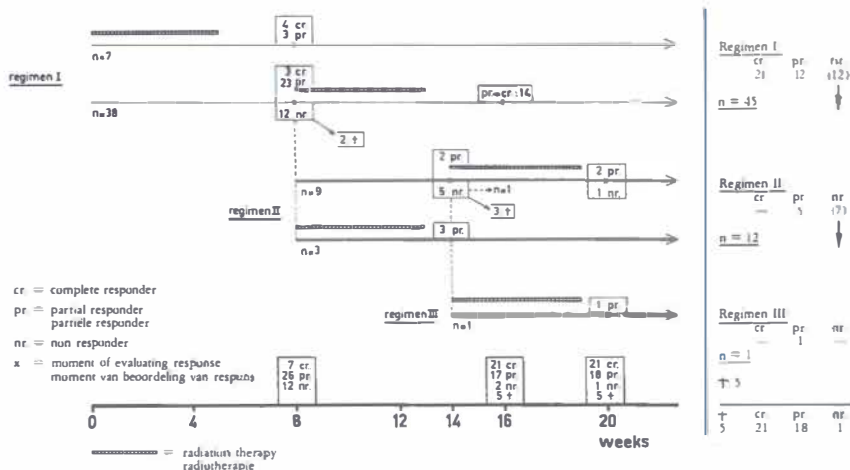 4 cr.
3 pr
n=7
regimen I
3 cr.
23 pr
pr→cr:14
n=38
12 nr
2 †
2 pr
2 pr.
n=9
5 nr
n=1
1 nr.
3 †
regimen II
3 pr.
n=3
1 pr
regimen III
n=1
cr = complete responder
pr = partial responder
partiële responder
nr = non responder
x = moment of evaluating response
moment van beoordeling van respons
7 cr.
26 pr
12 nr.
21 cr
17 pr
2 nr
5 †
21 cr.
18 pr
1 nr
5 †
0 8 14 16 20
weeks
= radiation therapy
radiotherapie
Regimen I
cr pr nr
21 12 (12)
n = 45
Regimen II
cr pr nr
— 5 (7)
n = 12
Regimen III
cr pr nr
— 1 —
n = 1
† 5
† cr pr nr
5 21 18 1